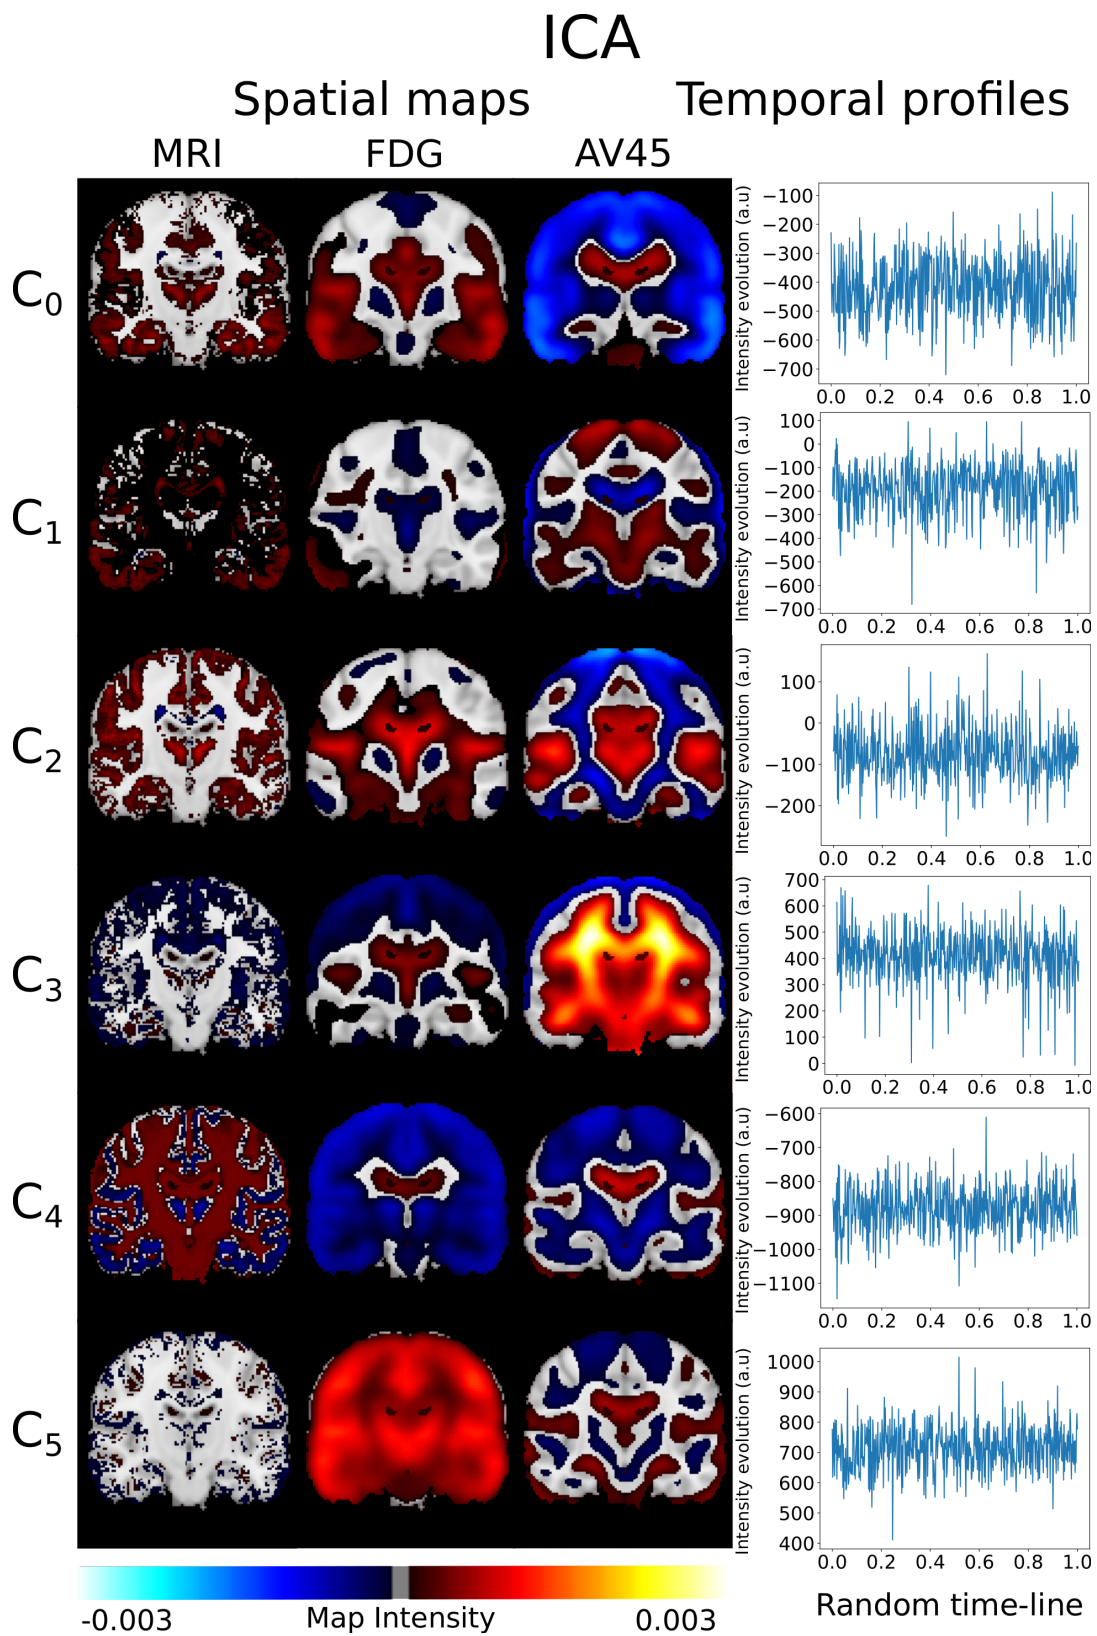 ICA
Spatial maps Temporal profiles
MRI FDG AV45
C0
Intensity evolution (a.u)
−100
−200
−300
−400
−500
−600
−700
0.0 0.2 0.4 0.6 0.8 1.0
C1
Intensity evolution (a.u)
100
0
−100
−200
−300
−400
−500
−600
−700
0.0 0.2 0.4 0.6 0.8 1.0
C2
Intensity evolution (a.u)
100
0
−100
−200
0.0 0.2 0.4 0.6 0.8 1.0
C3
Intensity evolution (a.u)
700
600
500
400
300
200
100
0
0.0 0.2 0.4 0.6 0.8 1.0
C4
Intensity evolution (a.u)
−600
−700
−800
−900
−1000
−1100
0.0 0.2 0.4 0.6 0.8 1.0
C5
Intensity evolution (a.u)
1000
900
800
700
600
500
400
0.0 0.2 0.4 0.6 0.8 1.0
-0.003 Map Intensity 0.003
Random time-line